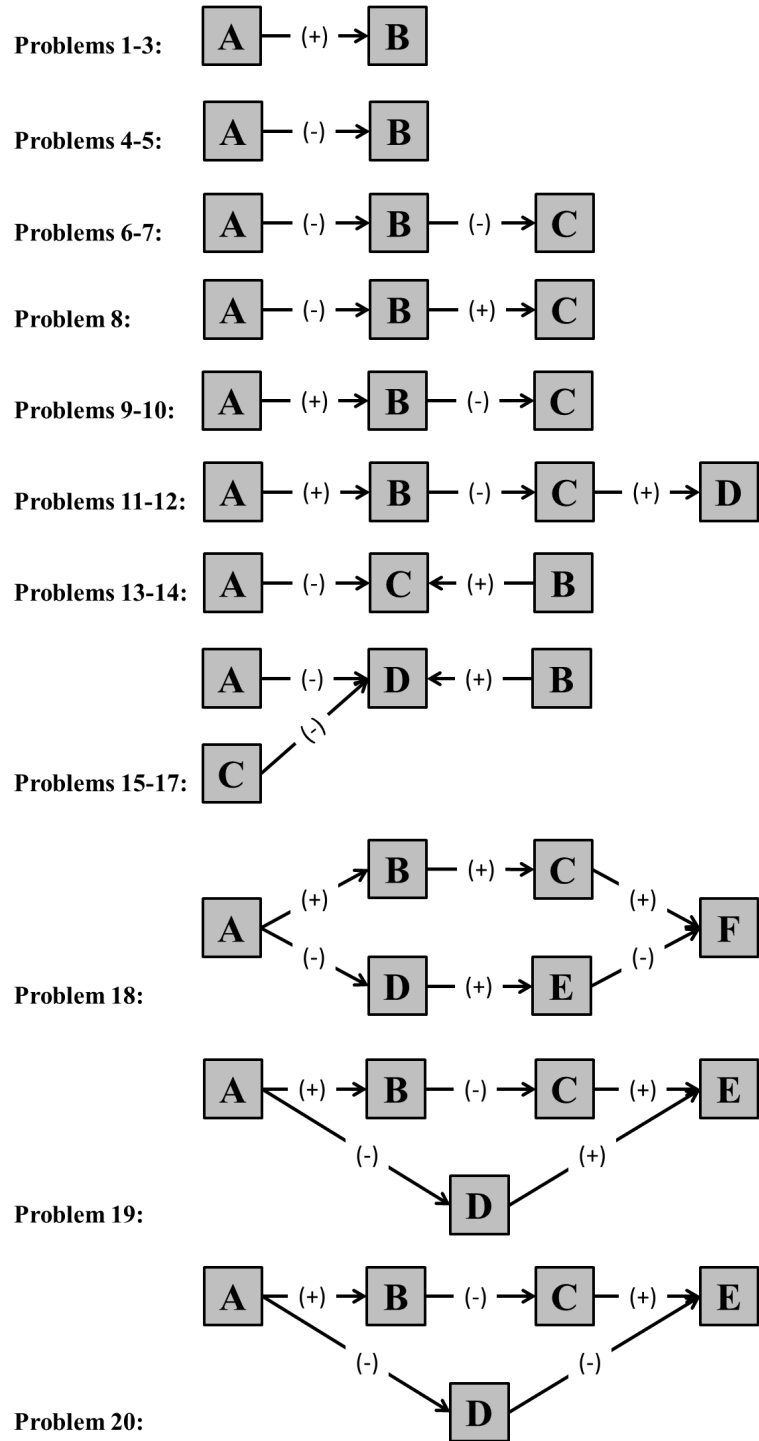 Problems 1-3: A (+) B
Problems 4-5: A (-) B
Problems 6-7: A (-) B (-) C
Problem 8: A (-) B (+) C
Problems 9-10: A (+) B (-) C
Problems 11-12: A (+) B (-) C (+) D
Problems 13-14: A (-) C (+) B
A (-) D (+) B
(-)
Problems 15-17: C
B (+) C
(+) (+)
A F
(-) (-)
D (+) E
Problem 18:
A (+) B (-) C (+) E
(-) (+)
D
Problem 19:
A (+) B (-) C (+) E
(-) (-)
D
Problem 20: